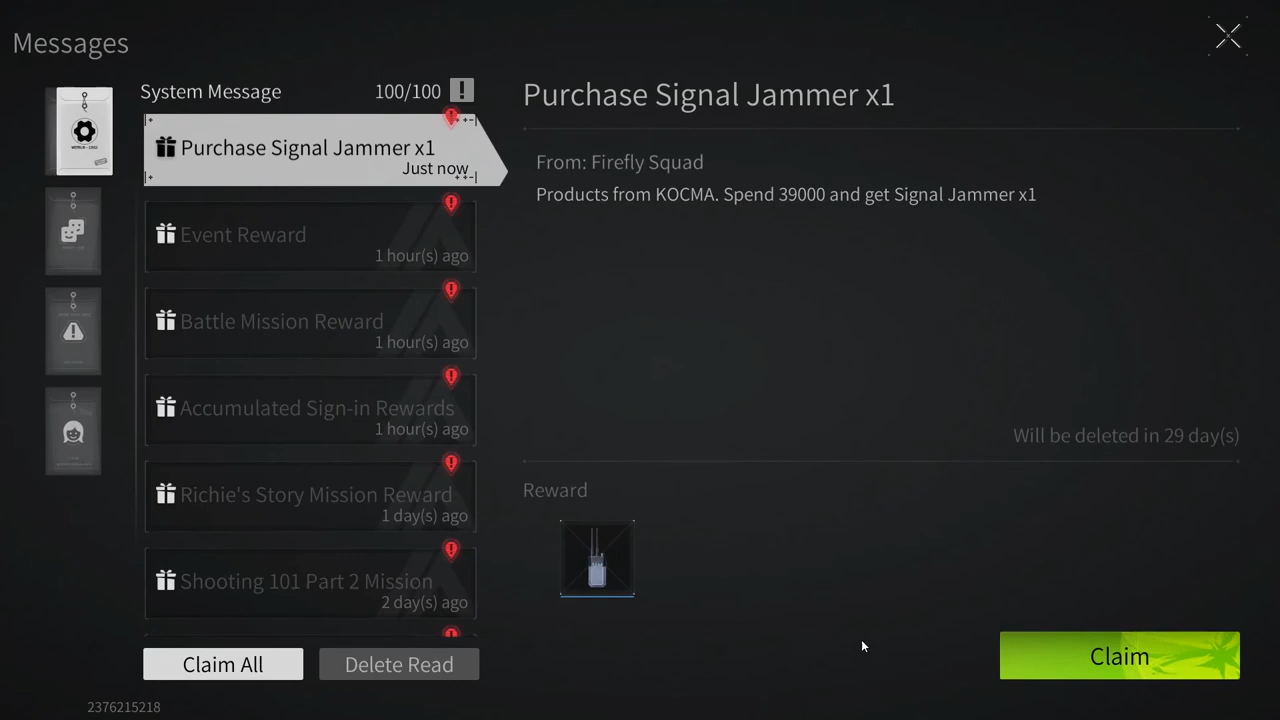 Messages
System Message 100/100
Purchase Signal Jammer x1
Just now
Event Reward
1 hour(s) ago
Battle Mission Reward
1 hour(s) ago
Accumulated Sign-in Rewards
1 hour(s) ago
Richie's Story Mission Reward
1 day(s) ago
Shooting 101 Part 2 Mission
2 day(s) ago
Claim All
Delete Read
Purchase Signal Jammer x1
From: Firefly Squad
Products from KOCMA. Spend 39000 and get Signal Jammer x1
Will be deleted in 29 day(s)
Reward
Claim
2376215218